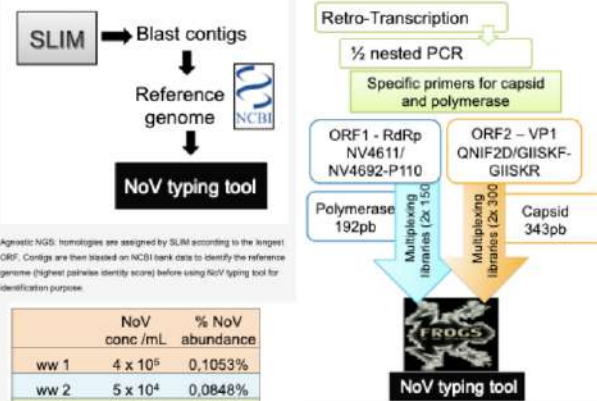 SLIM
Blast contigs
Reference
genome
NCBI
NoV typing tool
Agnostic NGS: homologies are assigned by SLIM according to the longest
ORF. Contigs are then blasted on NCBI bank data to identify the reference
genome (highest pairwise identity score) before using NoV typing tool for
identification purpose.
NoV
conc /mL
% NoV
abundance
ww 1
4 x 10⁵
0,1053%
ww 2
5 x 10⁴
0,0848%
Retro-Transcription
½ nested PCR
Specific primers for capsid
and polymerase
ORF1 - RdRp
NV4611/
NV4692-P110
ORF2 – VP1
QNIF2D/GIISKF-
GIISKR
Polymerase
192pb
Multiplexing
libraries (2x 150
Multiplexing
libraries (2x 300
Capsid
343pb
FROGS
NoV typing tool